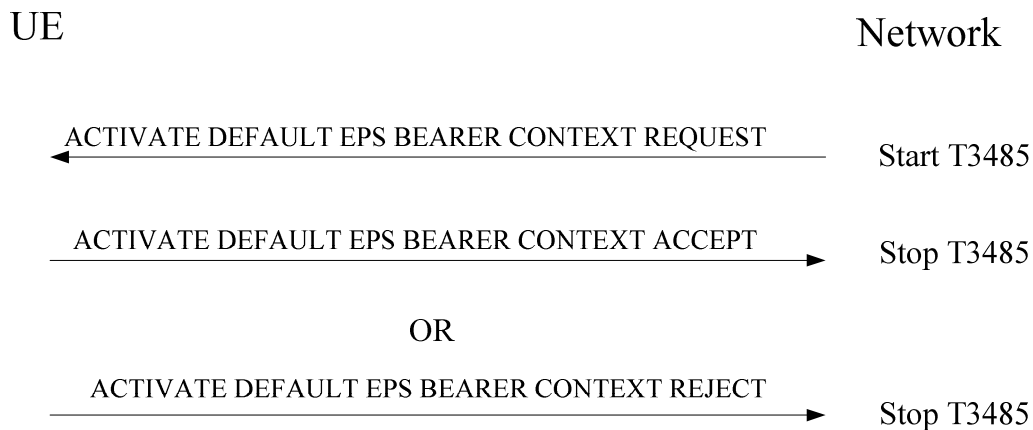 UE
Network
ACTIVATE DEFAULT EPS BEARER CONTEXT REQUEST
Start T3485
ACTIVATE DEFAULT EPS BEARER CONTEXT ACCEPT
Stop T3485
OR
ACTIVATE DEFAULT EPS BEARER CONTEXT REJECT
Stop T3485